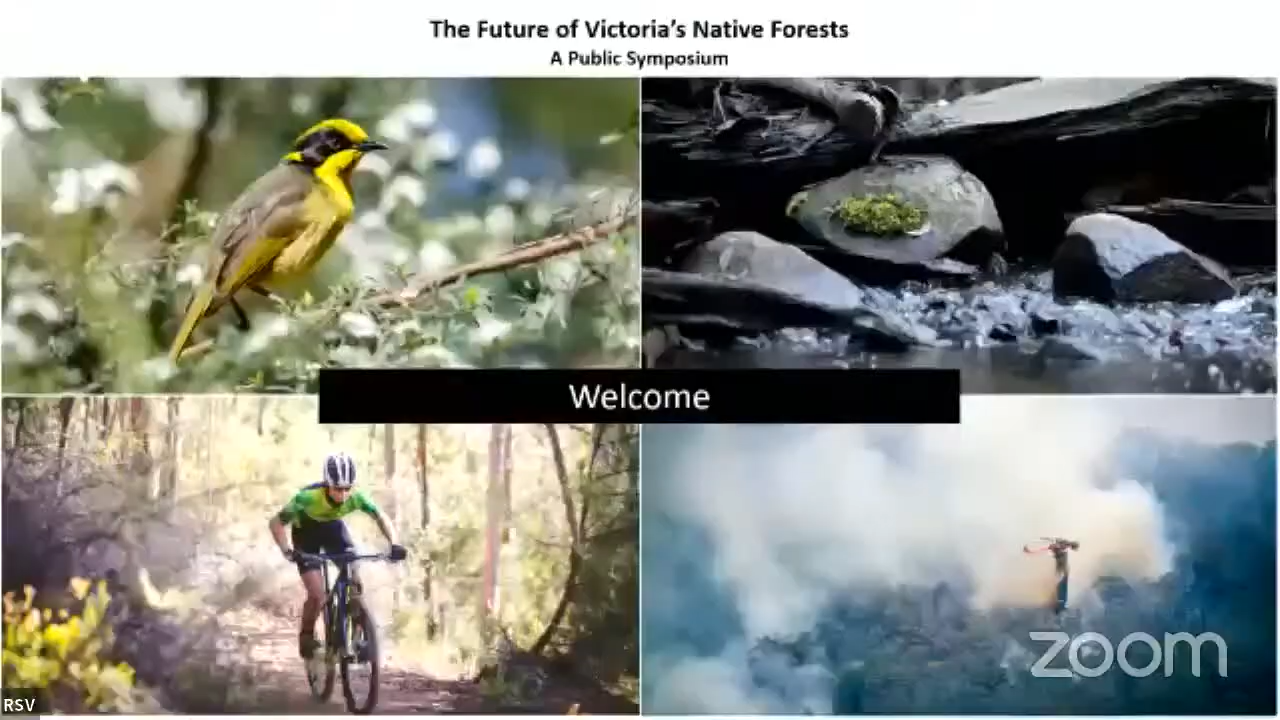 The Future of Victoria's Native Forests
A Public Symposium
Welcome
zoom
RSV